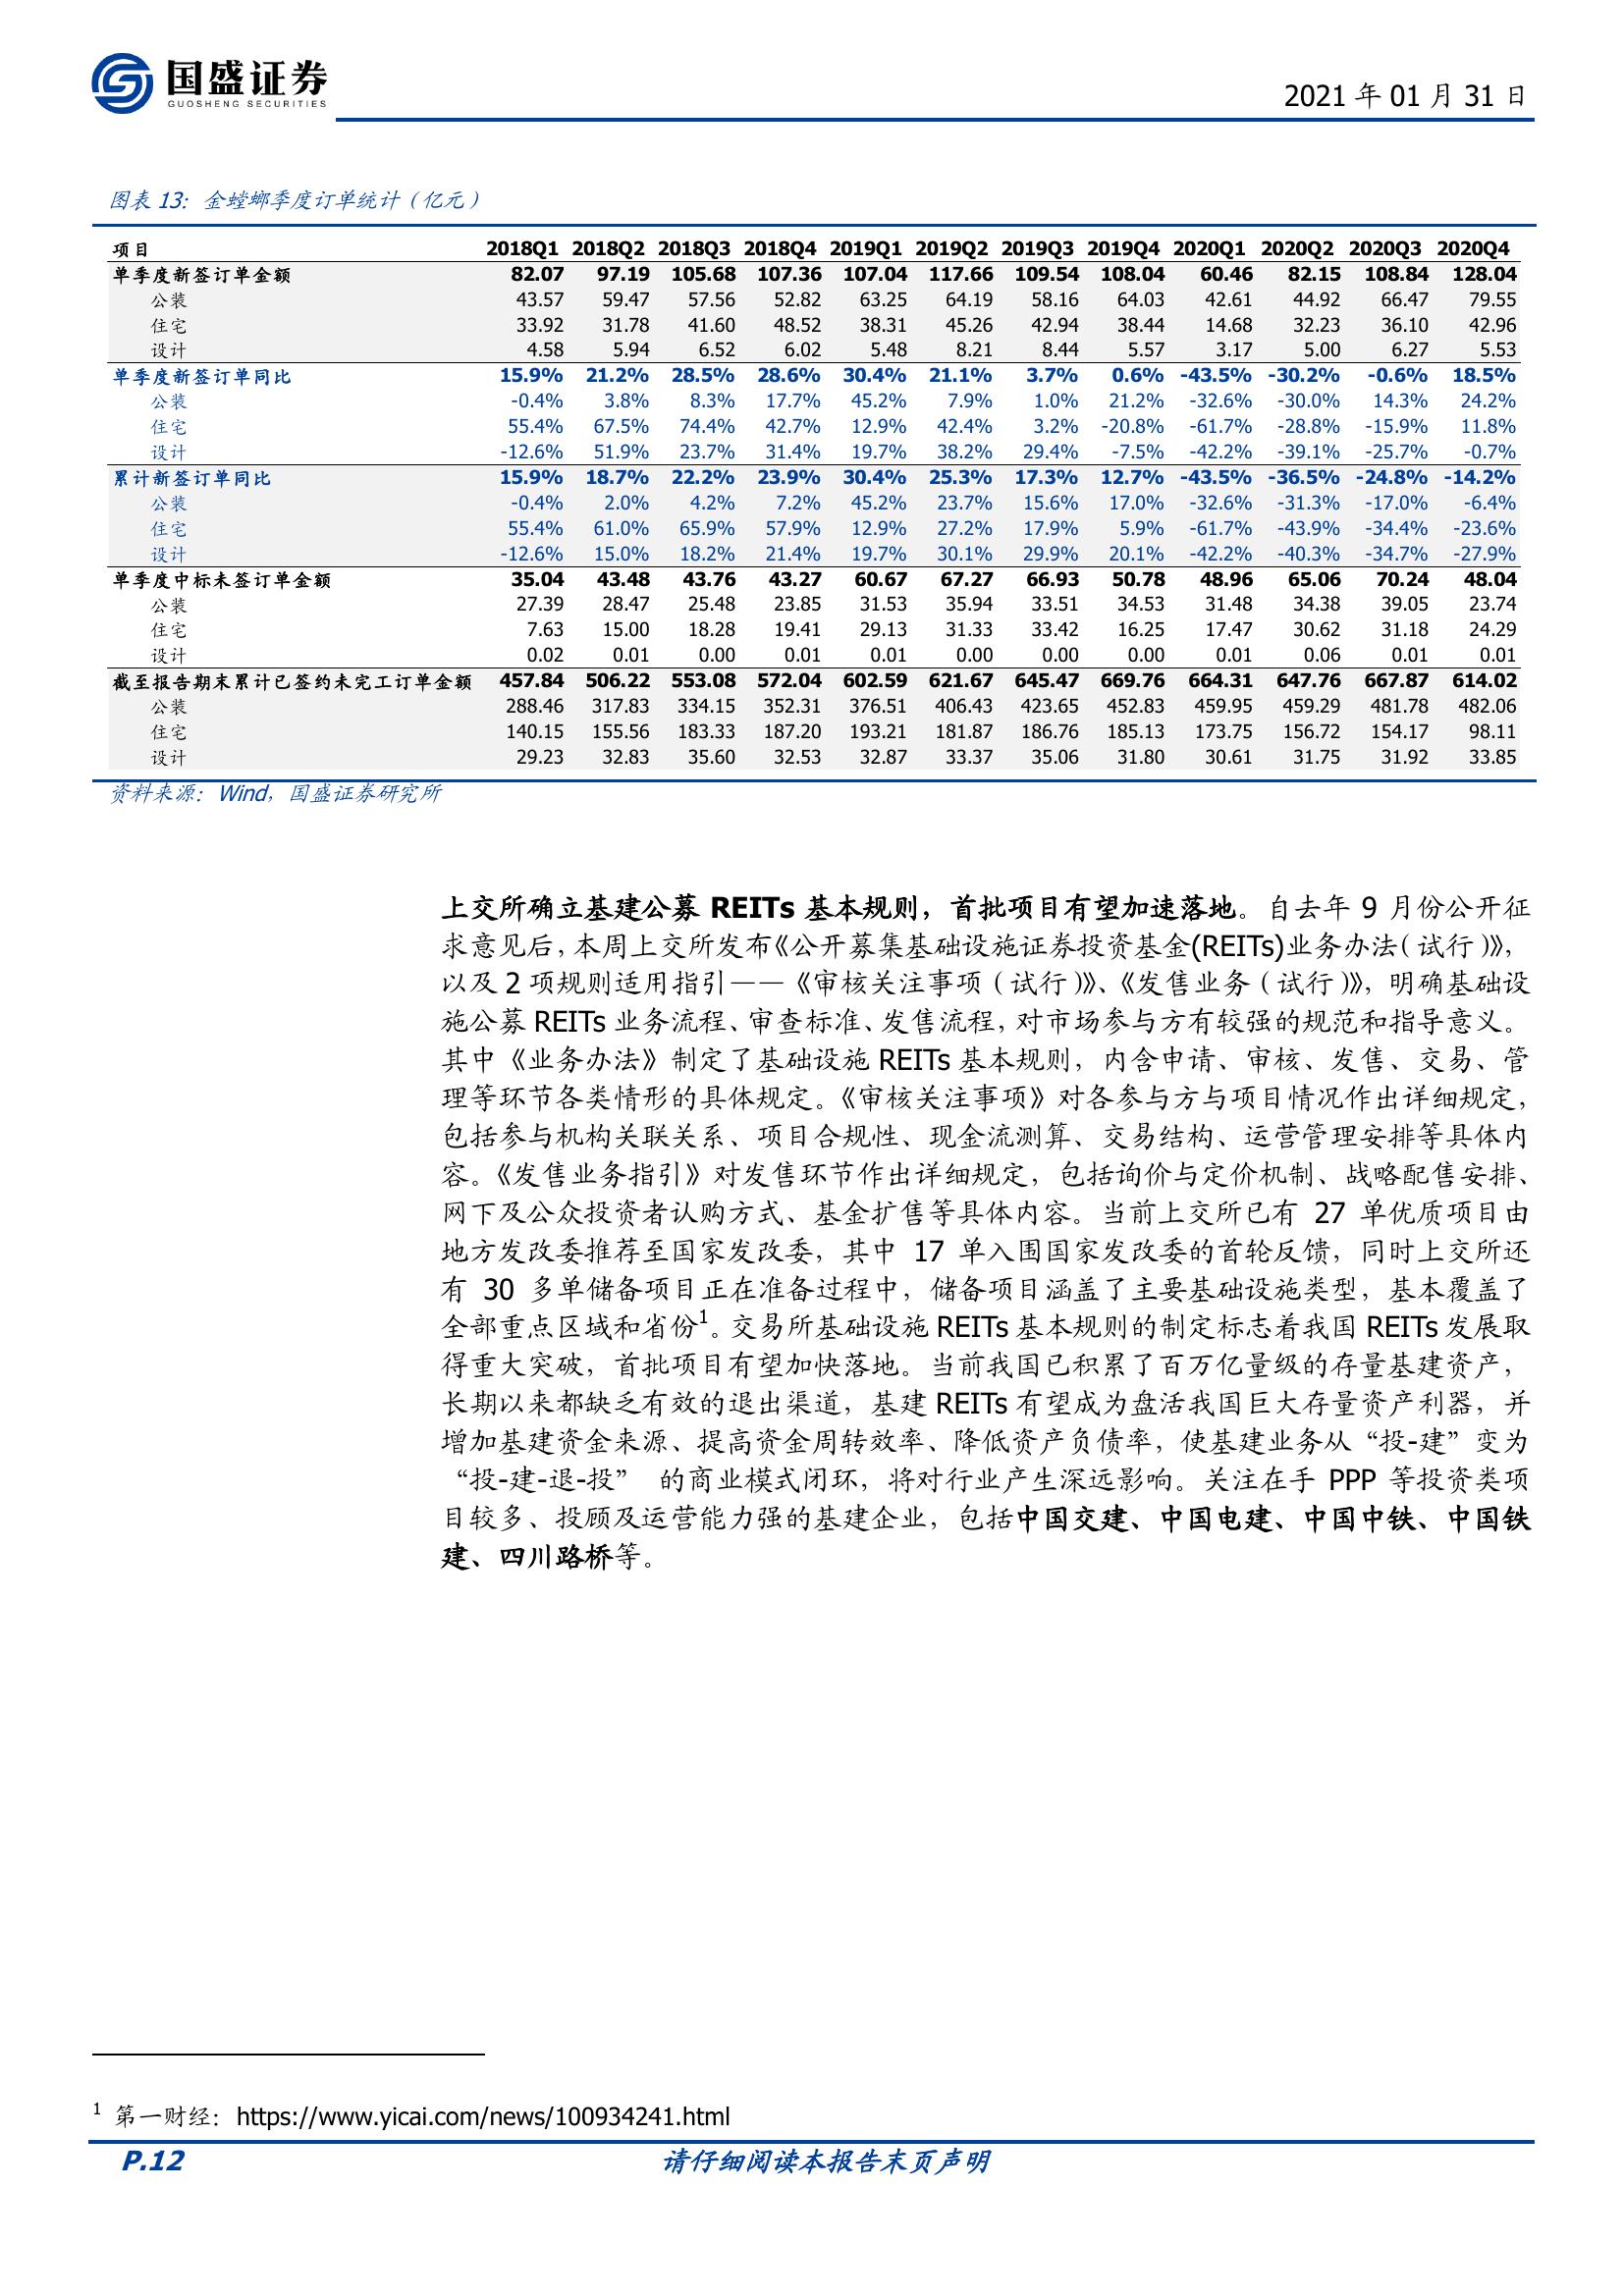 国盛证券
GUOSHENG SECURITIES
2021 年 01 月 31 日
图表 13：金螳螂季度订单统计（亿元）
项目 2018Q1 2018Q2 2018Q3 2018Q4 2019Q1 2019Q2 2019Q3 2019Q4 2020Q1 2020Q2 2020Q3 2020Q4
单季度新签订单金额 82.07 97.19 105.68 107.36 107.04 117.66 109.54 108.04 60.46 82.15 108.84 128.04
公装 43.57 59.47 57.56 52.82 63.25 64.19 58.16 64.03 42.61 44.92 66.47 79.55
住宅 33.92 31.78 41.60 48.52 38.31 45.26 42.94 38.44 14.68 32.23 36.10 42.96
设计 4.58 5.94 6.52 6.02 5.48 8.21 8.44 5.57 3.17 5.00 6.27 5.53
单季度新签订单同比 15.9% 21.2% 28.5% 28.6% 30.4% 21.1% 3.7% 0.6% -43.5% -30.2% -0.6% 18.5%
公装 -0.4% 3.8% 8.3% 17.7% 45.2% 7.9% 1.0% 21.2% -32.6% -30.0% 14.3% 24.2%
住宅 55.4% 67.5% 74.4% 42.7% 12.9% 42.4% 3.2% -20.8% -61.7% -28.8% -15.9% 11.8%
设计 -12.6% 51.9% 23.7% 31.4% 19.7% 38.2% 29.4% -7.5% -42.2% -39.1% -25.7% -0.7%
累计新签订单同比 15.9% 18.7% 22.2% 23.9% 30.4% 25.3% 17.3% 12.7% -43.5% -36.5% -24.8% -14.2%
公装 -0.4% 2.0% 4.2% 7.2% 45.2% 23.7% 15.6% 17.0% -32.6% -31.3% -17.0% -6.4%
住宅 55.4% 61.0% 65.9% 57.9% 12.9% 27.2% 17.9% 5.9% -61.7% -43.9% -34.4% -23.6%
设计 -12.6% 15.0% 18.2% 21.4% 19.7% 30.1% 29.9% 20.1% -42.2% -40.3% -34.7% -27.9%
单季度中标未签订单金额 35.04 43.48 43.76 43.27 60.67 67.27 66.93 50.78 48.96 65.06 70.24 48.04
公装 27.39 28.47 25.48 23.85 31.53 35.94 33.51 34.53 31.48 34.38 39.05 23.74
住宅 7.63 15.00 18.28 19.41 29.13 31.33 33.42 16.25 17.47 30.62 31.18 24.29
设计 0.02 0.01 0.00 0.01 0.01 0.00 0.00 0.00 0.01 0.06 0.01 0.01
截至报告期末累计已签约未完工订单金额 457.84 506.22 553.08 572.04 602.59 621.67 645.47 669.76 664.31 647.76 667.87 614.02
公装 288.46 317.83 334.15 352.31 376.51 406.43 423.65 452.83 459.95 459.29 481.78 482.06
住宅 140.15 155.56 183.33 187.20 193.21 181.87 186.76 185.13 173.75 156.72 154.17 98.11
设计 29.23 32.83 35.60 32.53 32.87 33.37 35.06 31.80 30.61 31.75 31.92 33.85
资料来源：Wind，国盛证券研究所
上交所确立基建公募 REITs 基本规则，首批项目有望加速落地。自去年 9 月份公开征
求意见后，本周上交所发布《公开募集基础设施证券投资基金(REITs)业务办法（试行）》，
以及 2 项规则适用指引——《审核关注事项（试行）》、《发售业务（试行）》，明确基础设
施公募 REITs 业务流程、审查标准、发售流程，对市场参与方有较强的规范和指导意义。
其中《业务办法》制定了基础设施 REITs 基本规则，内含申请、审核、发售、交易、管
理等环节各类情形的具体规定。《审核关注事项》对各参与方与项目情况作出详细规定，
包括参与机构关联关系、项目合规性、现金流测算、交易结构、运营管理安排等具体内
容。《发售业务指引》对发售环节作出详细规定，包括询价与定价机制、战略配售安排、
网下及公众投资者认购方式、基金扩售等具体内容。当前上交所已有 27 单优质项目由
地方发改委推荐至国家发改委，其中 17 单入围国家发改委的首轮反馈，同时上交所还
有 30 多单储备项目正在准备过程中，储备项目涵盖了主要基础设施类型，基本覆盖了
全部重点区域和省份1。交易所基础设施 REITs 基本规则的制定标志着我国 REITs 发展取
得重大突破，首批项目有望加快落地。当前我国已积累了百万亿量级的存量基建资产，
长期以来都缺乏有效的退出渠道，基建 REITs 有望成为盘活我国巨大存量资产利器，并
增加基建资金来源、提高资金周转效率、降低资产负债率，使基建业务从“投-建”变为
“投-建-退-投” 的商业模式闭环，将对行业产生深远影响。关注在手 PPP 等投资类项
目较多、投顾及运营能力强的基建企业，包括中国交建、中国电建、中国中铁、中国铁
建、四川路桥等。
1 第一财经：https://www.yicai.com/news/100934241.html
P.12 请仔细阅读本报告末页声明